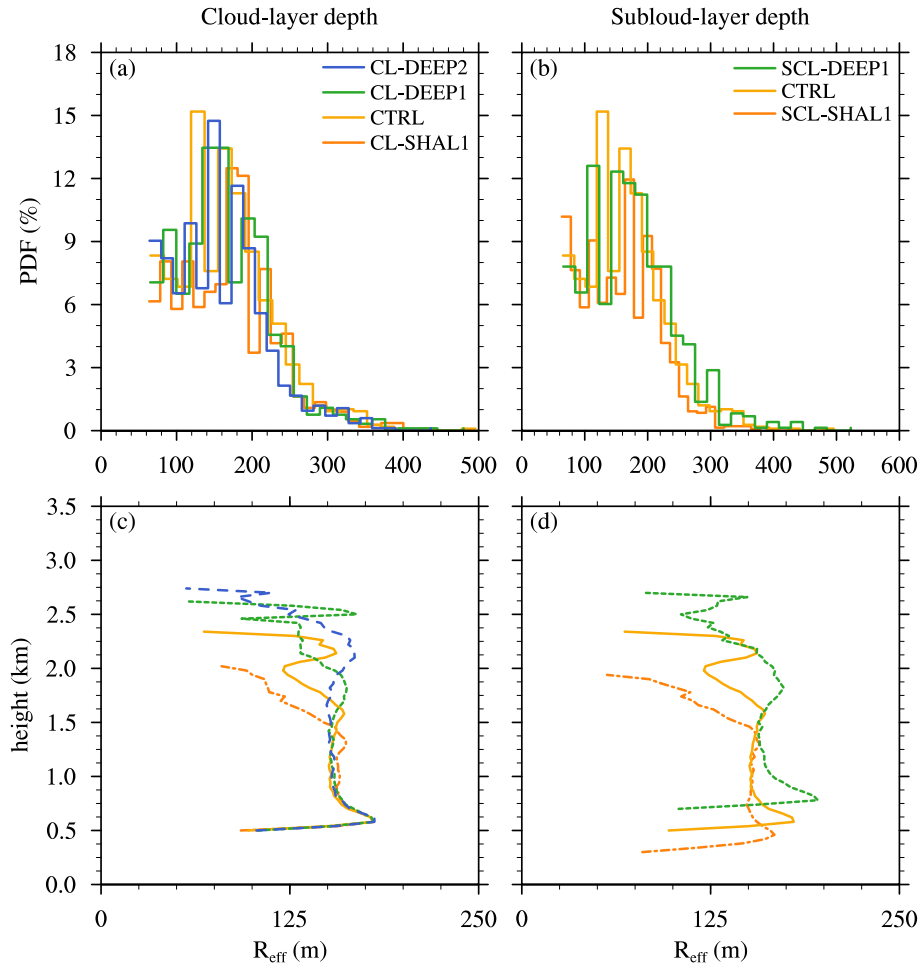 Cloud-layer depth
Subloud-layer depth
(a)
CL-DEEP2
CL-DEEP1
CTRL
CL-SHAL1
(b)
SCL-DEEP1
CTRL
SCL-SHAL1
PDF (%)
18
15
12
9
6
3
0
0 100 200 300 400 500
0 100 200 300 400 500 600
(c)
(d)
height (km)
3.5
3.0
2.5
2.0
1.5
1.0
0.5
0.0
0 125 250
0 125 250
R_eff (m)
R_eff (m)